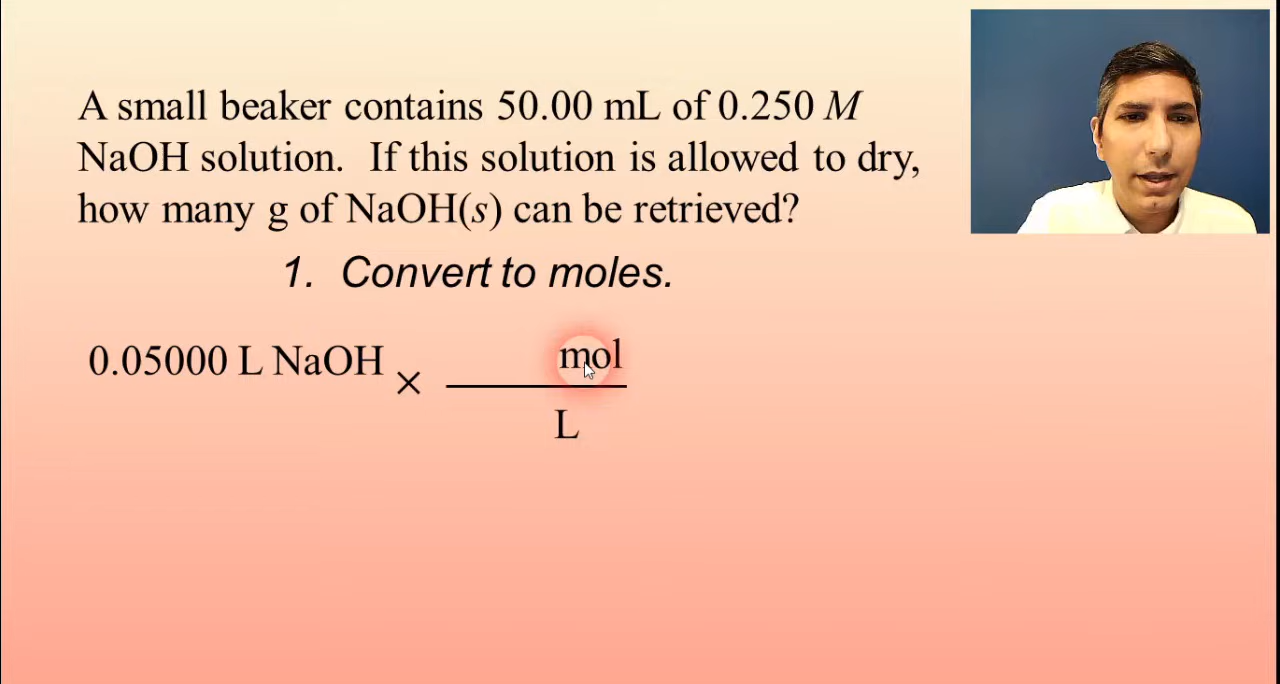 A small beaker contains 50.00 mL of 0.250 M
NaOH solution. If this solution is allowed to dry,
how many g of NaOH(s) can be retrieved?
1. Convert to moles.
0.05000 L NaOH × mol
L